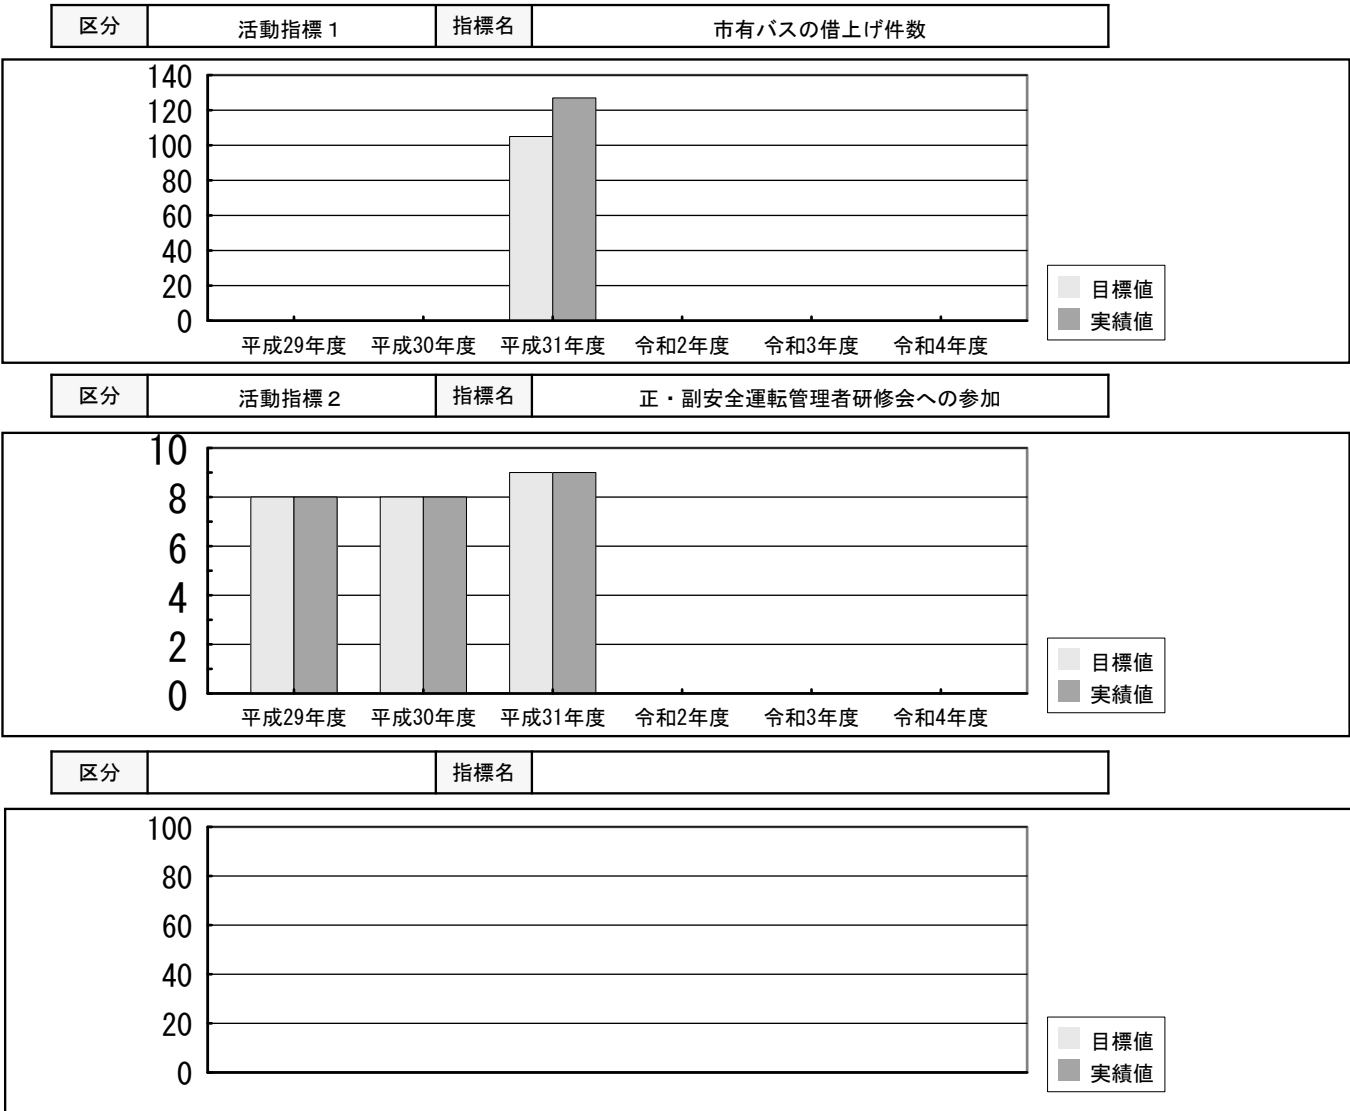 区分 活動指標１ 指標名 市有バスの借上げ件数
140
120
100
80
60
40
20
0
平成29年度 平成30年度 平成31年度 令和2年度 令和3年度 令和4年度
目標値
実績値
区分 活動指標２ 指標名 正・副安全運転管理者研修会への参加
10
8
6
4
2
0
平成29年度 平成30年度 平成31年度 令和2年度 令和3年度 令和4年度
目標値
実績値
区分 指標名
100
80
60
40
20
0
目標値
実績値